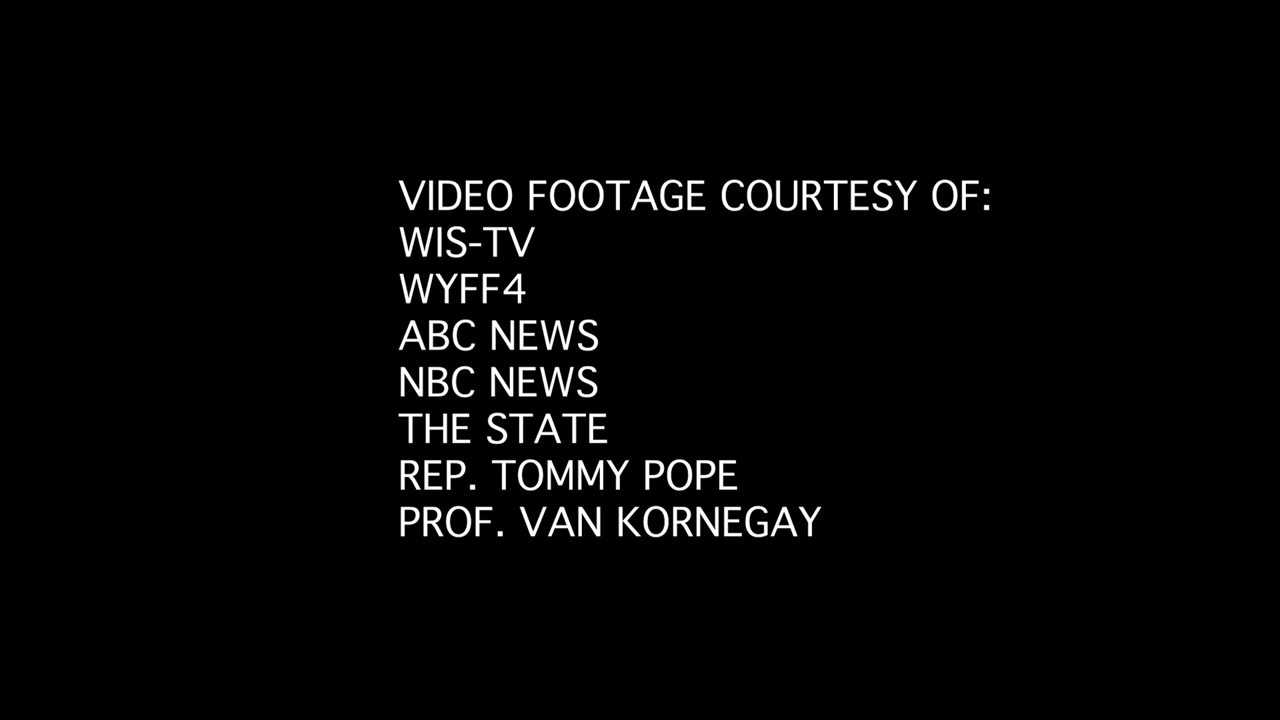 VIDEO FOOTAGE COURTESY OF:
WIS-TV
WYFF4
ABC NEWS
NBC NEWS
THE STATE
REP. TOMMY POPE
PROF. VAN KORNEGAY